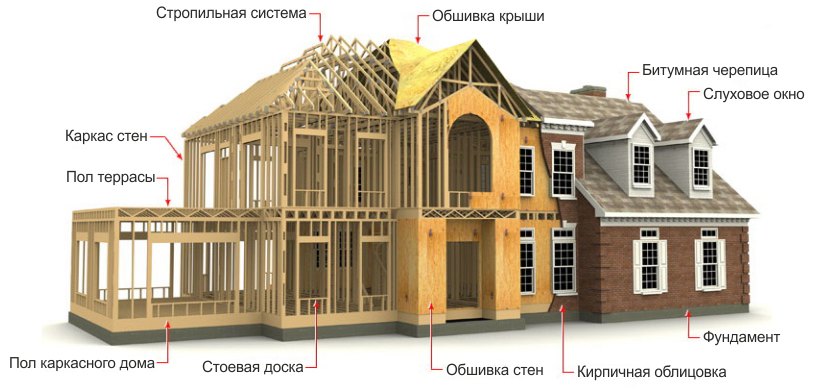 Стропильная система
Обшивка крыши
Битумная черепица
Слуховое окно
Каркас стен
Пол террасы
Фундамент
Пол каркасного дома
Стоевая доска
Обшивка стен
Кирпичная облицовка